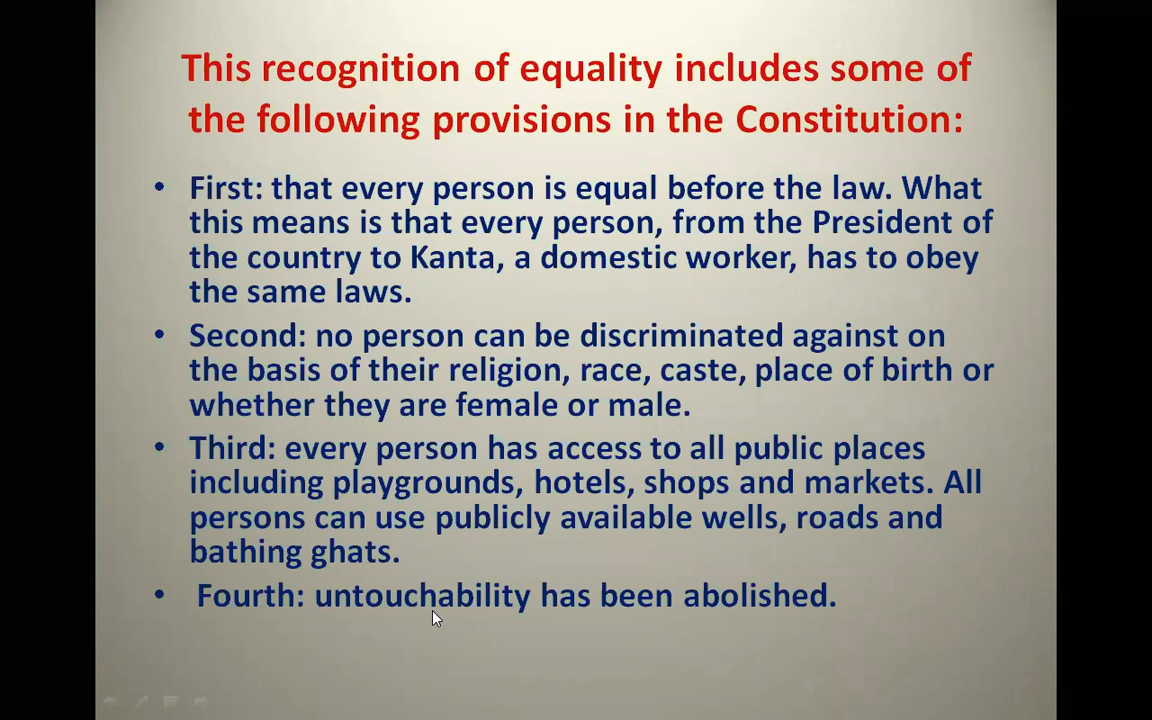 This recognition of equality includes some of
the following provisions in the Constitution:
• First: that every person is equal before the law. What
this means is that every person, from the President of
the country to Kanta, a domestic worker, has to obey
the same laws.
• Second: no person can be discriminated against on
the basis of their religion, race, caste, place of birth or
whether they are female or male.
• Third: every person has access to all public places
including playgrounds, hotels, shops and markets. All
persons can use publicly available wells, roads and
bathing ghats.
• Fourth: untouchability has been abolished.